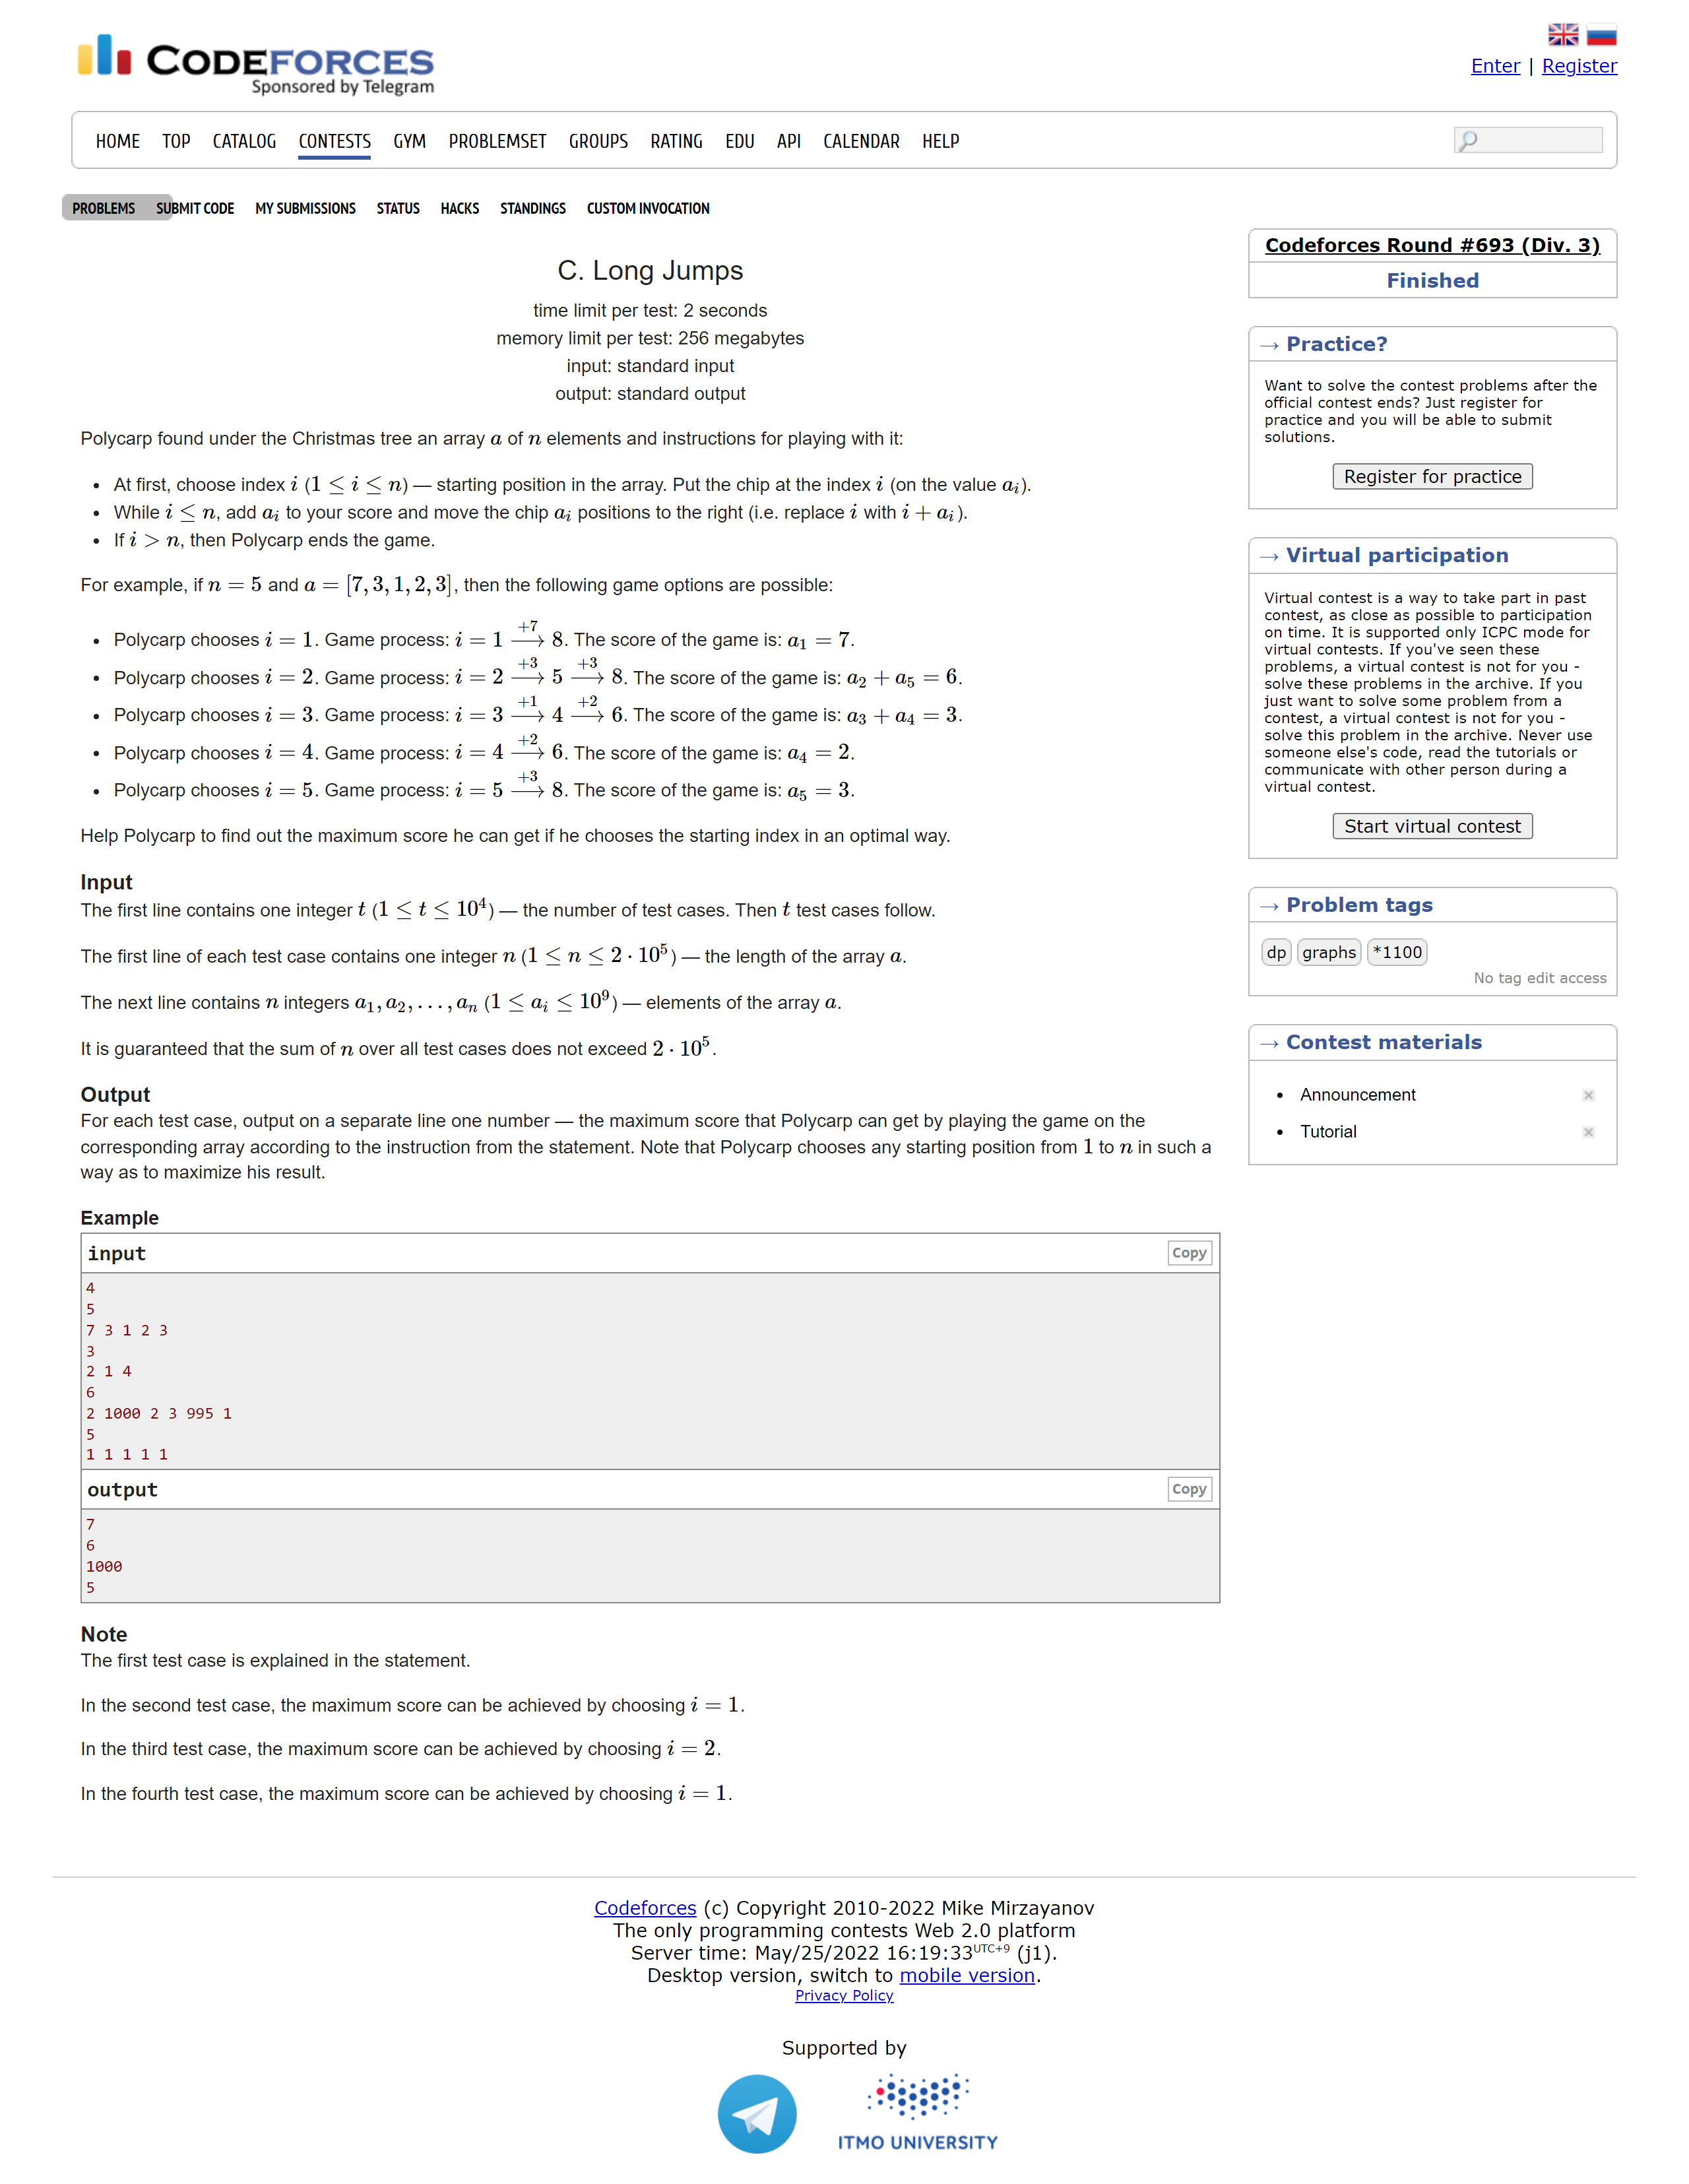 CODEFORCES
Sponsored by Telegram
Enter | Register
HOME TOP CATALOG CONTESTS GYM PROBLEMSET GROUPS RATING EDU API CALENDAR HELP
PROBLEMS SUBMIT CODE MY SUBMISSIONS STATUS HACKS STANDINGS CUSTOM INVOCATION
C. Long Jumps
time limit per test: 2 seconds
memory limit per test: 256 megabytes
input: standard input
output: standard output
Polycarp found under the Christmas tree an array a of n elements and instructions for playing with it:
• At first, choose index i (1 ≤ i ≤ n) — starting position in the array. Put the chip at the index i (on the value a_i).
• While i ≤ n, add a_i to your score and move the chip a_i positions to the right (i.e. replace i with i + a_i).
• If i > n, then Polycarp ends the game.
For example, if n = 5 and a = [7, 3, 1, 2, 3], then the following game options are possible:
• Polycarp chooses i = 1. Game process: i = 1 —+7→ 8. The score of the game is: a_1 = 7.
• Polycarp chooses i = 2. Game process: i = 2 —+3→ 5 —+3→ 8. The score of the game is: a_2 + a_5 = 6.
• Polycarp chooses i = 3. Game process: i = 3 —+1→ 4 —+2→ 6. The score of the game is: a_3 + a_4 = 3.
• Polycarp chooses i = 4. Game process: i = 4 —+2→ 6. The score of the game is: a_4 = 2.
• Polycarp chooses i = 5. Game process: i = 5 —+3→ 8. The score of the game is: a_5 = 3.
Help Polycarp to find out the maximum score he can get if he chooses the starting index in an optimal way.
Input
The first line contains one integer t (1 ≤ t ≤ 10^4) — the number of test cases. Then t test cases follow.
The first line of each test case contains one integer n (1 ≤ n ≤ 2 · 10^5) — the length of the array a.
The next line contains n integers a_1, a_2, . . . , a_n (1 ≤ a_i ≤ 10^9) — elements of the array a.
It is guaranteed that the sum of n over all test cases does not exceed 2 · 10^5.
Output
For each test case, output on a separate line one number — the maximum score that Polycarp can get by playing the game on the
corresponding array according to the instruction from the statement. Note that Polycarp chooses any starting position from 1 to n in such a
way as to maximize his result.
Example
input Copy
4
5
7 3 1 2 3
3
2 1 4
6
2 1000 2 3 995 1
5
1 1 1 1 1
output Copy
7
6
1000
5
Note
The first test case is explained in the statement.
In the second test case, the maximum score can be achieved by choosing i = 1.
In the third test case, the maximum score can be achieved by choosing i = 2.
In the fourth test case, the maximum score can be achieved by choosing i = 1.
Codeforces Round #693 (Div. 3)
Finished
→ Practice?
Want to solve the contest problems after the
official contest ends? Just register for
practice and you will be able to submit
solutions.
Register for practice
→ Virtual participation
Virtual contest is a way to take part in past
contest, as close as possible to participation
on time. It is supported only ICPC mode for
virtual contests. If you've seen these
problems, a virtual contest is not for you -
solve these problems in the archive. If you
just want to solve some problem from a
contest, a virtual contest is not for you -
solve this problem in the archive. Never use
someone else's code, read the tutorials or
communicate with other person during a
virtual contest.
Start virtual contest
→ Problem tags
dp graphs *1100
No tag edit access
→ Contest materials
• Announcement
• Tutorial
Codeforces (c) Copyright 2010-2022 Mike Mirzayanov
The only programming contests Web 2.0 platform
Server time: May/25/2022 16:19:33 UTC+9 (j1).
Desktop version, switch to mobile version.
Privacy Policy
Supported by
ITMO UNIVERSITY